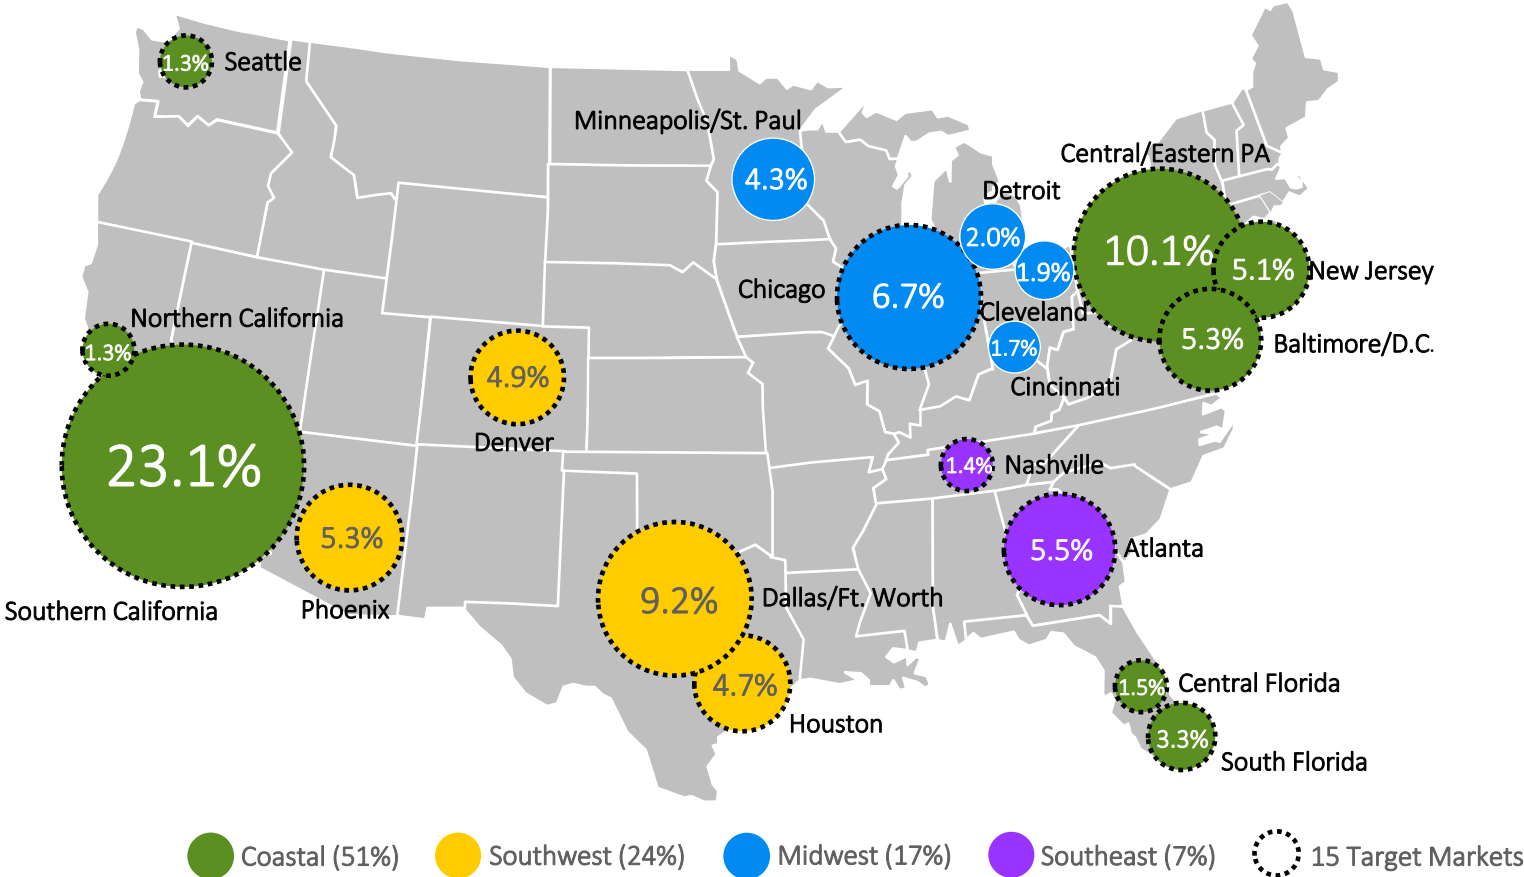 1.3% Seattle
Minneapolis/St. Paul
4.3%
Central/Eastern PA
10.1%
Detroit
2.0%
1.9%
Cleveland
5.1% New Jersey
Chicago 6.7%
5.3% Baltimore/D.C.
1.7%
Cincinnati
Northern California
1.3%
23.1%
Southern California
4.9%
Denver
5.3%
Phoenix
1.4% Nashville
5.5% Atlanta
9.2% Dallas/Ft. Worth
4.7%
Houston
1.5% Central Florida
3.3%
South Florida
Coastal (51%) Southwest (24%) Midwest (17%) Southeast (7%) 15 Target Markets